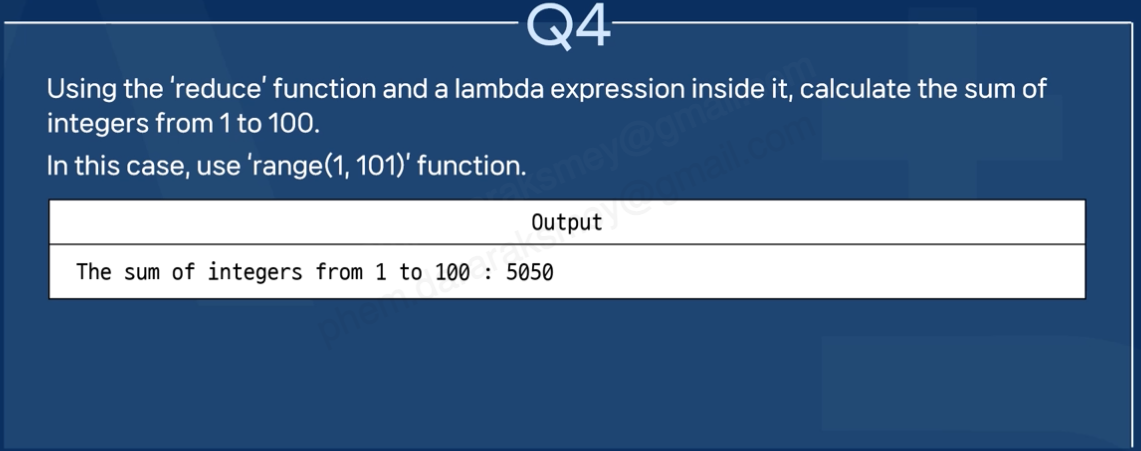 Q4
Using the 'reduce' function and a lambda expression inside it, calculate the sum of
integers from 1 to 100.
In this case, use 'range(1, 101)' function.
Output
The sum of integers from 1 to 100 : 5050